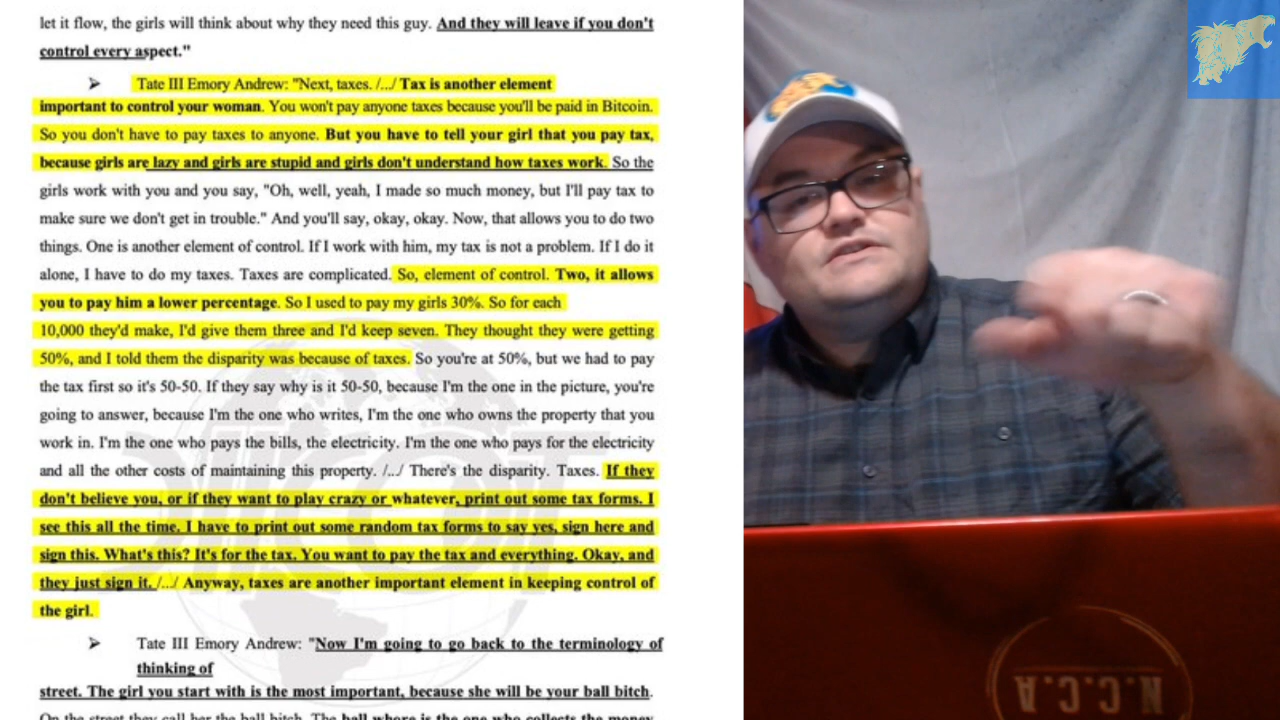 let it flow, the girls will think about why they need this guy. And they will leave if you don't
control every aspect."
➤ Tate III Emory Andrew: "Next, taxes. /.../ Tax is another element
important to control your woman. You won't pay anyone taxes because you'll be paid in Bitcoin.
So you don't have to pay taxes to anyone. But you have to tell your girl that you pay tax,
because girls are lazy and girls are stupid and girls don't understand how taxes work. So the
girls work with you and you say, "Oh, well, yeah, I made so much money, but I'll pay tax to
make sure we don't get in trouble." And you'll say, okay, okay. Now, that allows you to do two
things. One is another element of control. If I work with him, my tax is not a problem. If I do it
alone, I have to do my taxes. Taxes are complicated. So, element of control. Two, it allows
you to pay him a lower percentage. So I used to pay my girls 30%. So for each
10,000 they'd make, I'd give them three and I'd keep seven. They thought they were getting
50%, and I told them the disparity was because of taxes. So you're at 50%, but we had to pay
the tax first so it's 50-50. If they say why is it 50-50, because I'm the one in the picture, you're
going to answer, because I'm the one who writes, I'm the one who owns the property that you
work in. I'm the one who pays the bills, the electricity. I'm the one who pays for the electricity
and all the other costs of maintaining this property. /.../ There's the disparity. Taxes. If they
don't believe you, or if they want to play crazy or whatever, print out some tax forms. I
see this all the time. I have to print out some random tax forms to say yes, sign here and
sign this. What's this? It's for the tax. You want to pay the tax and everything. Okay, and
they just sign it. /.../ Anyway, taxes are another important element in keeping control of
the girl.
➤ Tate III Emory Andrew: "Now I'm going to go back to the terminology of
thinking of
street. The girl you start with is the most important, because she will be your ball bitch.
On the street they call her the ball bitch. The ball whore is the one who collects the money
N.C.C.A